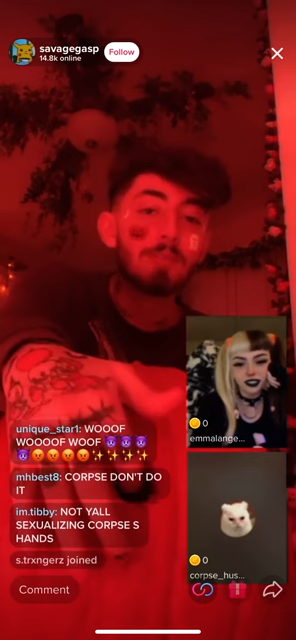 savagegasp
14.8k online
Follow
unique_star1: WOOOF
WOOOOF WOOF 😈😈😈
😈😡😡😡😡✨✨✨✨
mhbest8: CORPSE DON'T DO
IT
im.tibby: NOT YALL
SEXUALIZING CORPSE S
HANDS
s.trxngerz joined
Comment
0
emmalange...
0
corpse_hus...